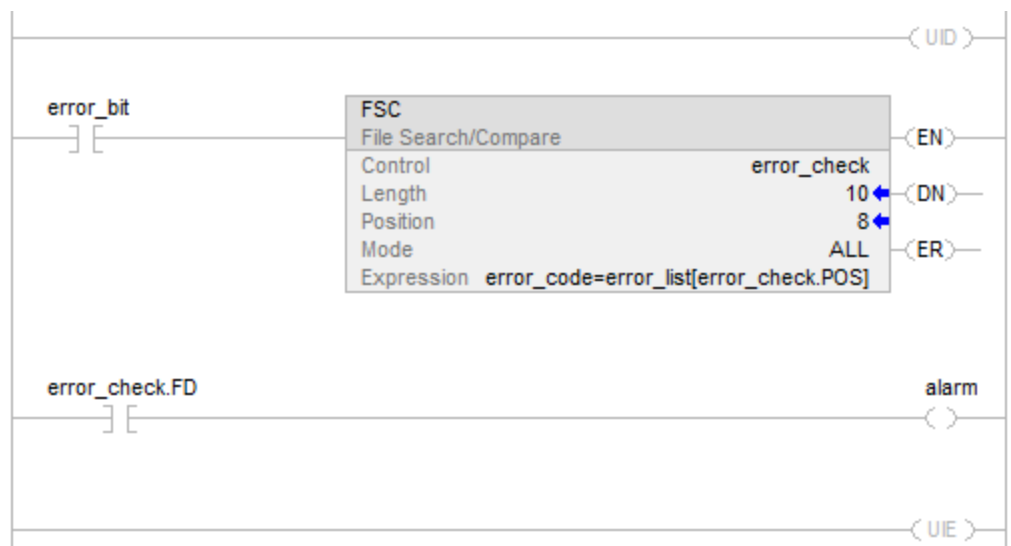 UID
error_bit
FSC
File Search/Compare
EN
Control error_check
Length 10
DN
Position 8
Mode ALL
ER
Expression error_code=error_list[error_check.POS]
error_check.FD
alarm
UIE